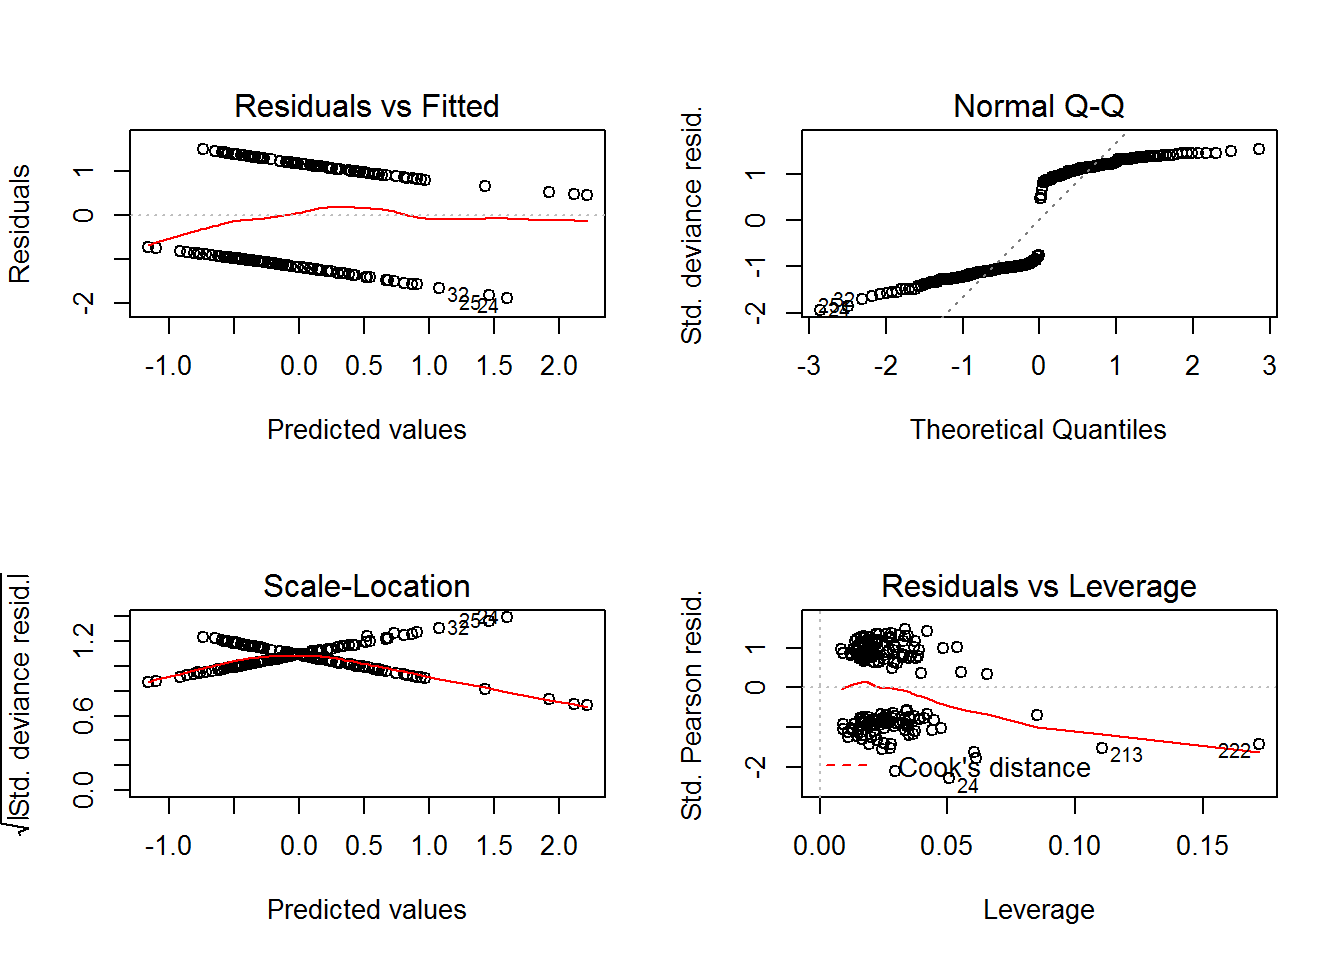 Residuals vs Fitted
Residuals
1
0
-2
32
25
24
-1.0 0.0 0.5 1.0 1.5 2.0
Predicted values
Normal Q-Q
Std. deviance resid.
1
0
-1
-2
32
24
-3 -2 -1 0 1 2 3
Theoretical Quantiles
Scale-Location
√|Std. deviance resid.|
1.2
0.6
0.0
32
25
24
-1.0 0.0 0.5 1.0 1.5 2.0
Predicted values
Residuals vs Leverage
Std. Pearson resid.
1
0
-2
213
222
24
Cook's distance
0.00 0.05 0.10 0.15
Leverage